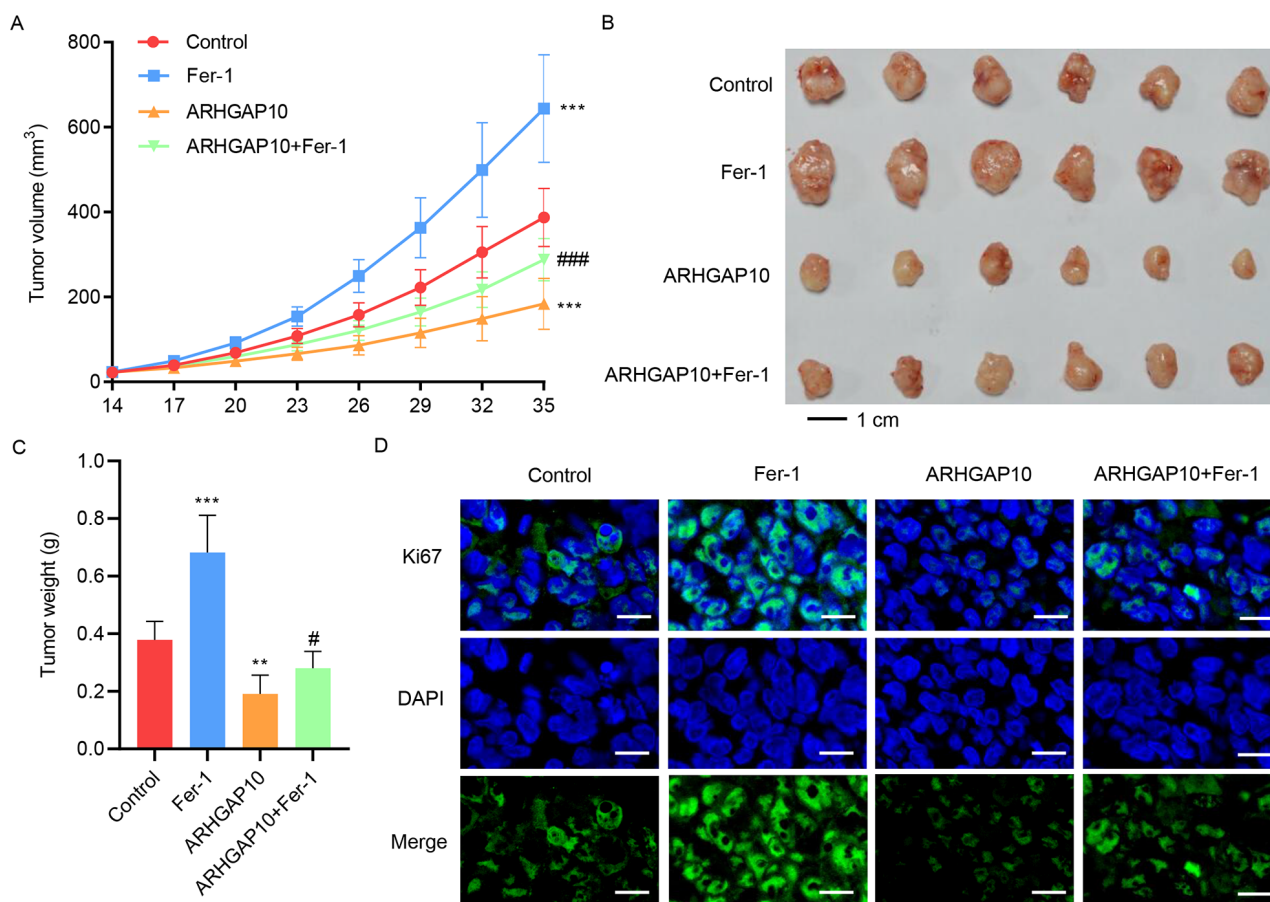 A
Tumor volume (mm³)
800
600
400
200
0
14 17 20 23 26 29 32 35
Control
Fer-1
ARHGAP10
ARHGAP10+Fer-1
***
###
***
B
Control
Fer-1
ARHGAP10
ARHGAP10+Fer-1
1 cm
C
Tumor weight (g)
1.0
0.8
0.6
0.4
0.2
0.0
***
**
#
Control
Fer-1
ARHGAP10
ARHGAP10+Fer-1
D
Control Fer-1 ARHGAP10 ARHGAP10+Fer-1
Ki67
DAPI
Merge